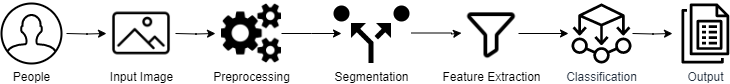 People
Input Image
Preprocessing
Segmentation
Feature Extraction
Classification
Output